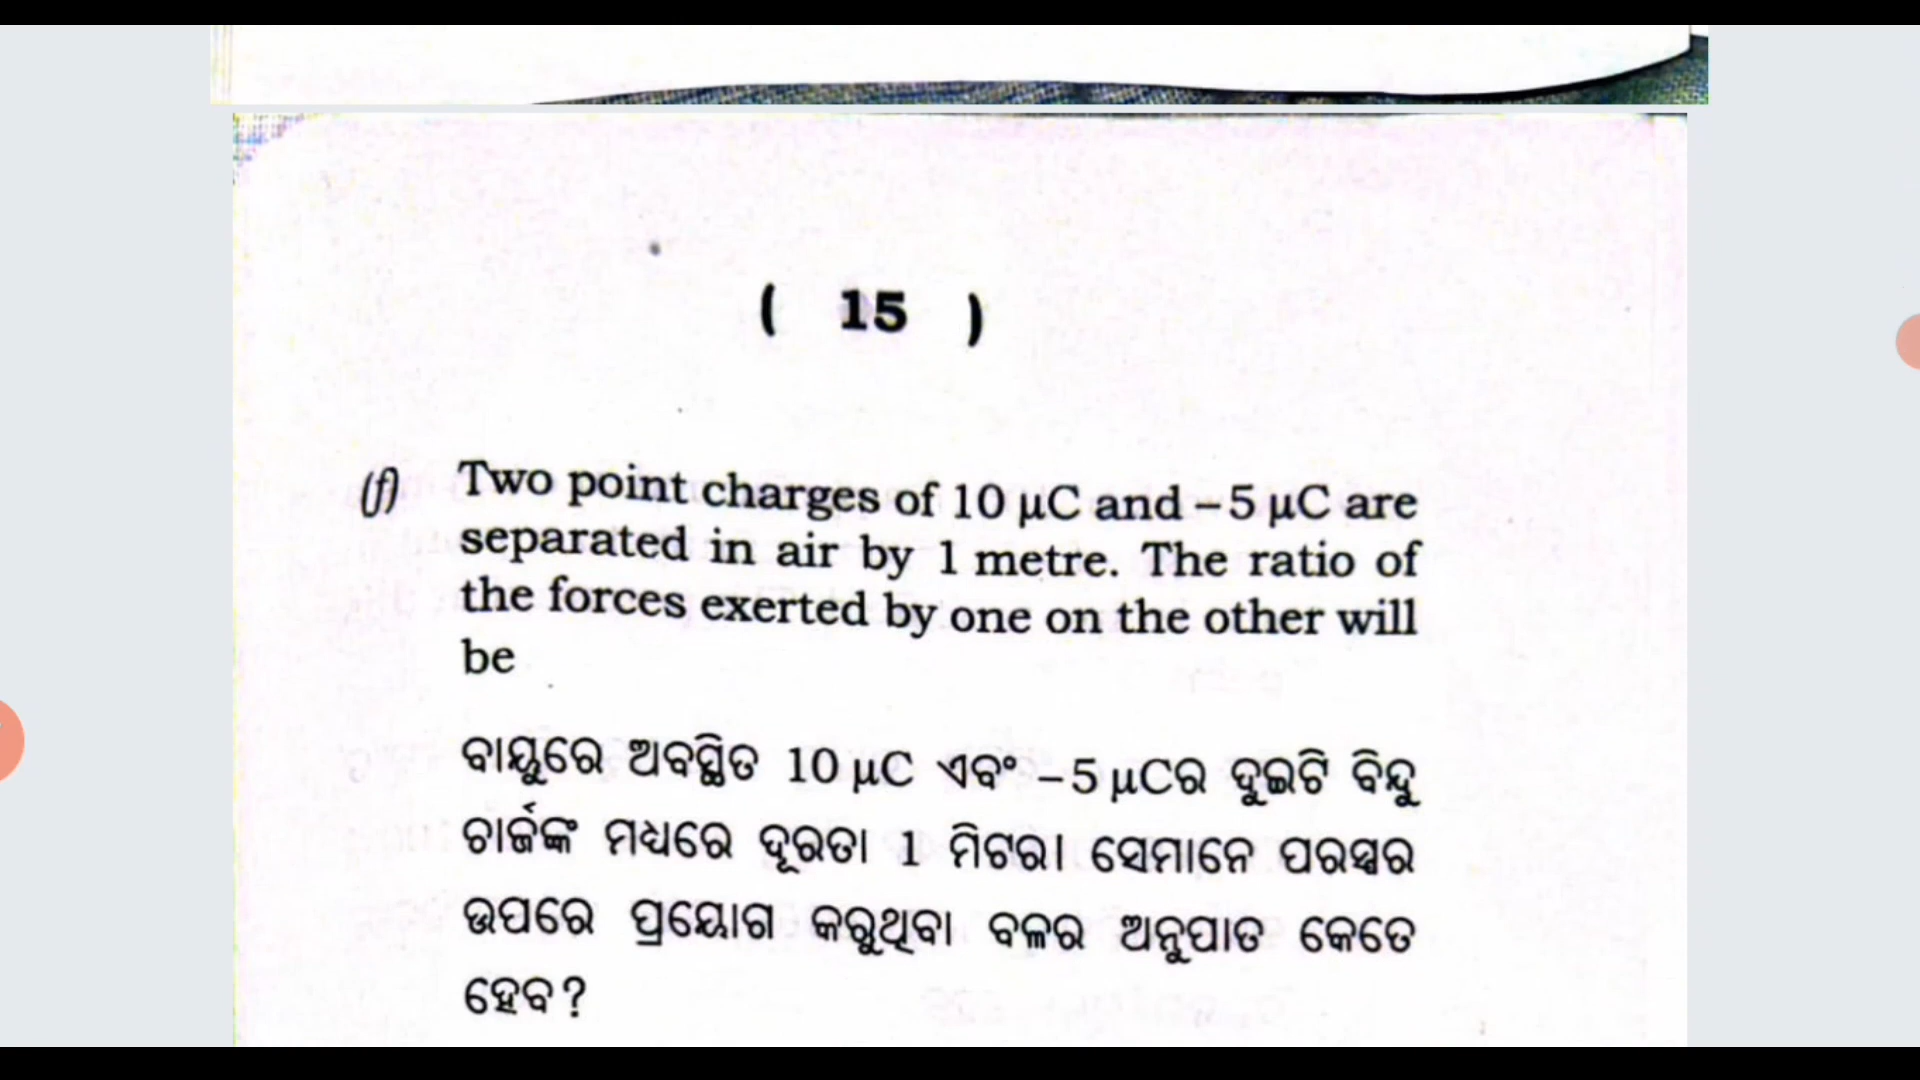 ( 15 )
(f) Two point charges of 10 μC and – 5 μC are
separated in air by 1 metre. The ratio of
the forces exerted by one on the other will
be
ବାୟୁରେ ଅବସ୍ଥିତ 10 μC ଏବଂ – 5 μCର ଦୁଇଟି ବିନ୍ଦୁ
ଚାର୍ଜଙ୍କ ମଧ୍ୟରେ ଦୂରତା 1 ମିଟର। ସେମାନେ ପରସ୍ପର
ଉପରେ ପ୍ରୟୋଗ କରୁଥିବା ବଳର ଅନୁପାତ କେତେ
ହେବ?